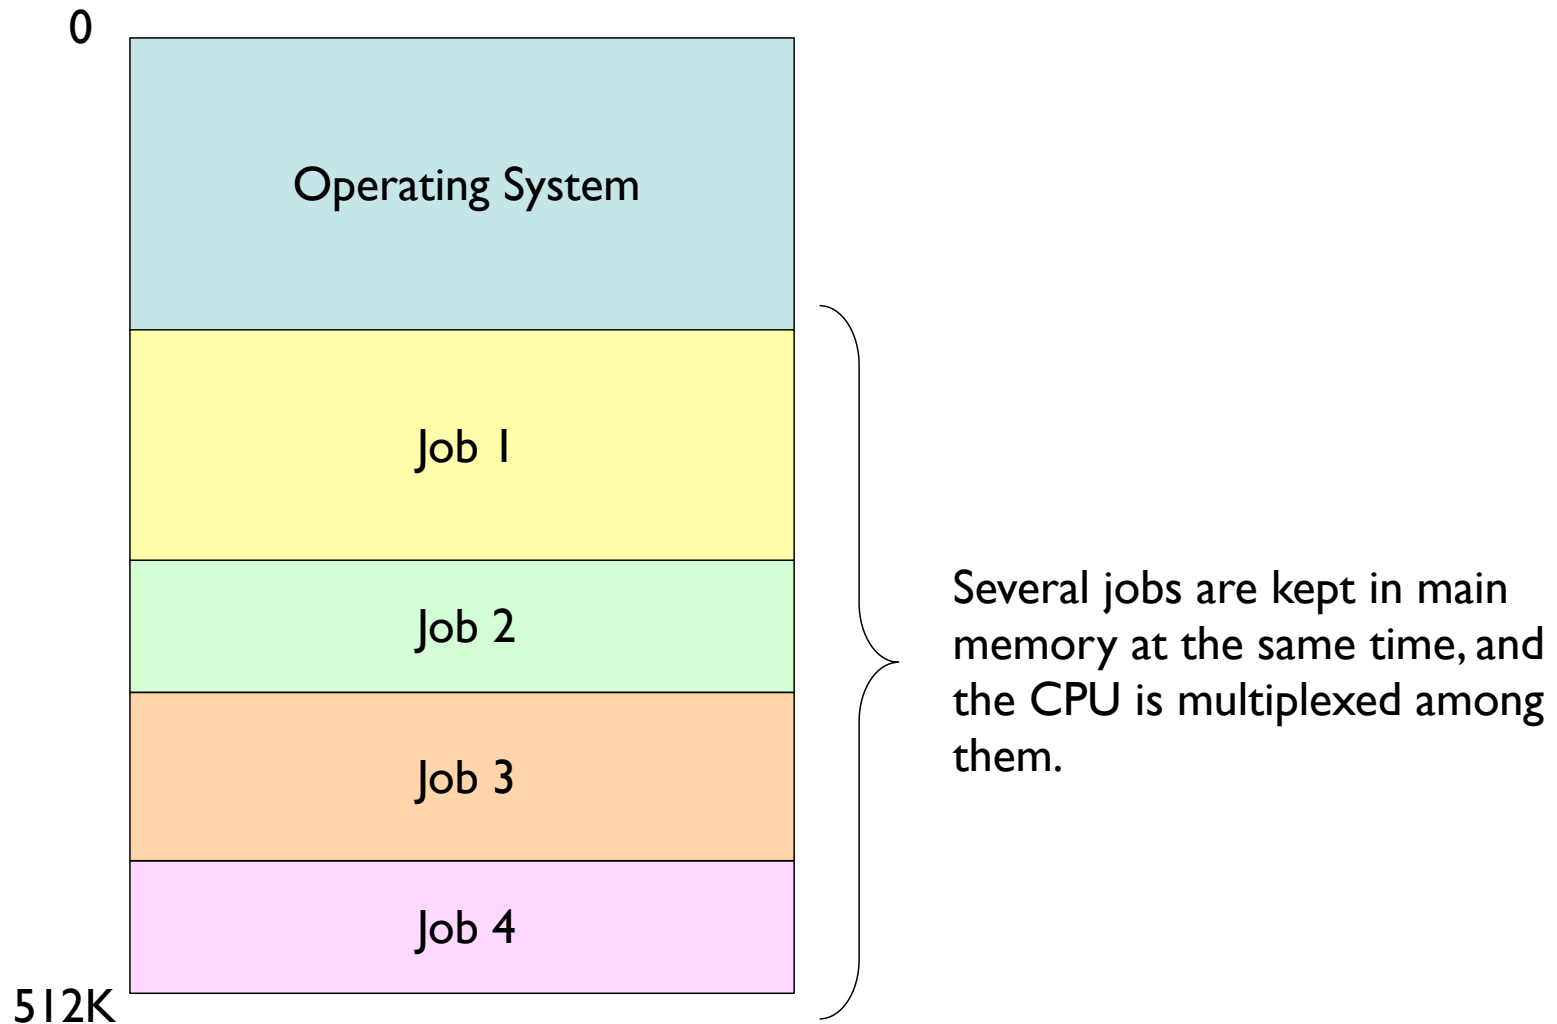 0
Operating System
Job 1
Job 2
Job 3
Job 4
512K
Several jobs are kept in main
memory at the same time, and
the CPU is multiplexed among
them.